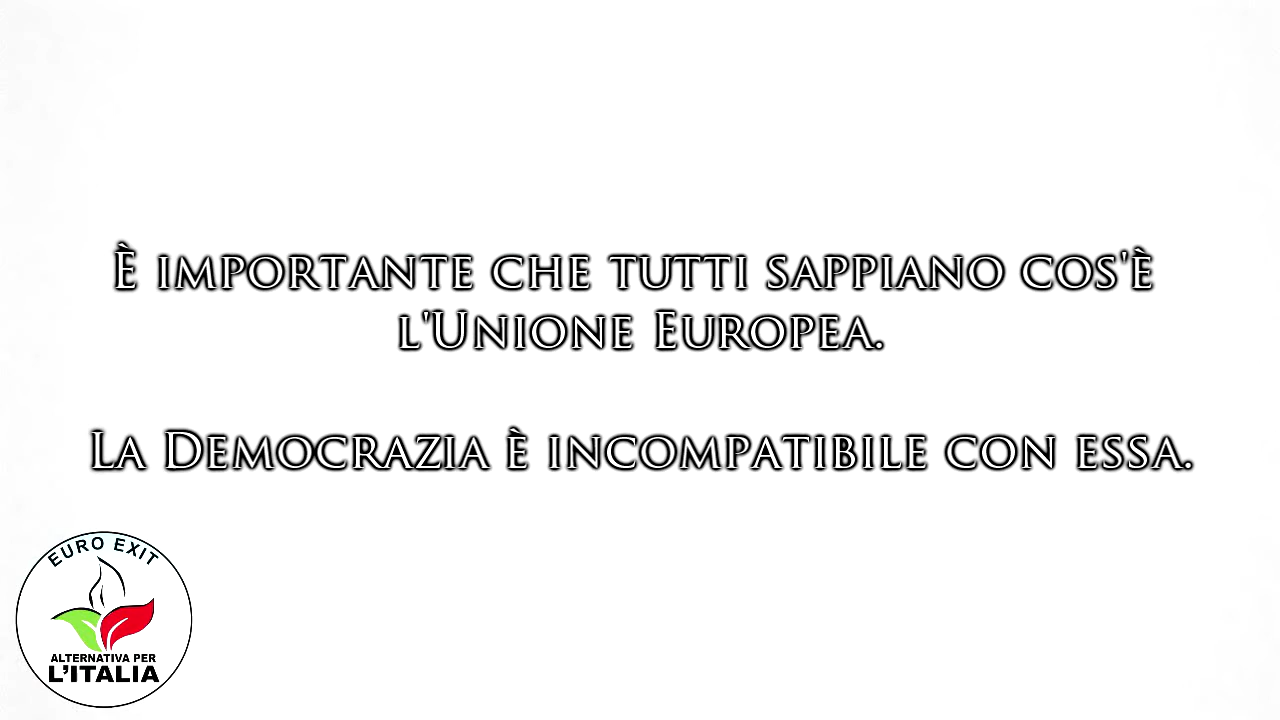 È IMPORTANTE CHE TUTTI SAPPIANO COS'È
L'UNIONE EUROPEA.
LA DEMOCRAZIA È INCOMPATIBILE CON ESSA.
EURO EXIT
ALTERNATIVA PER
L'ITALIA